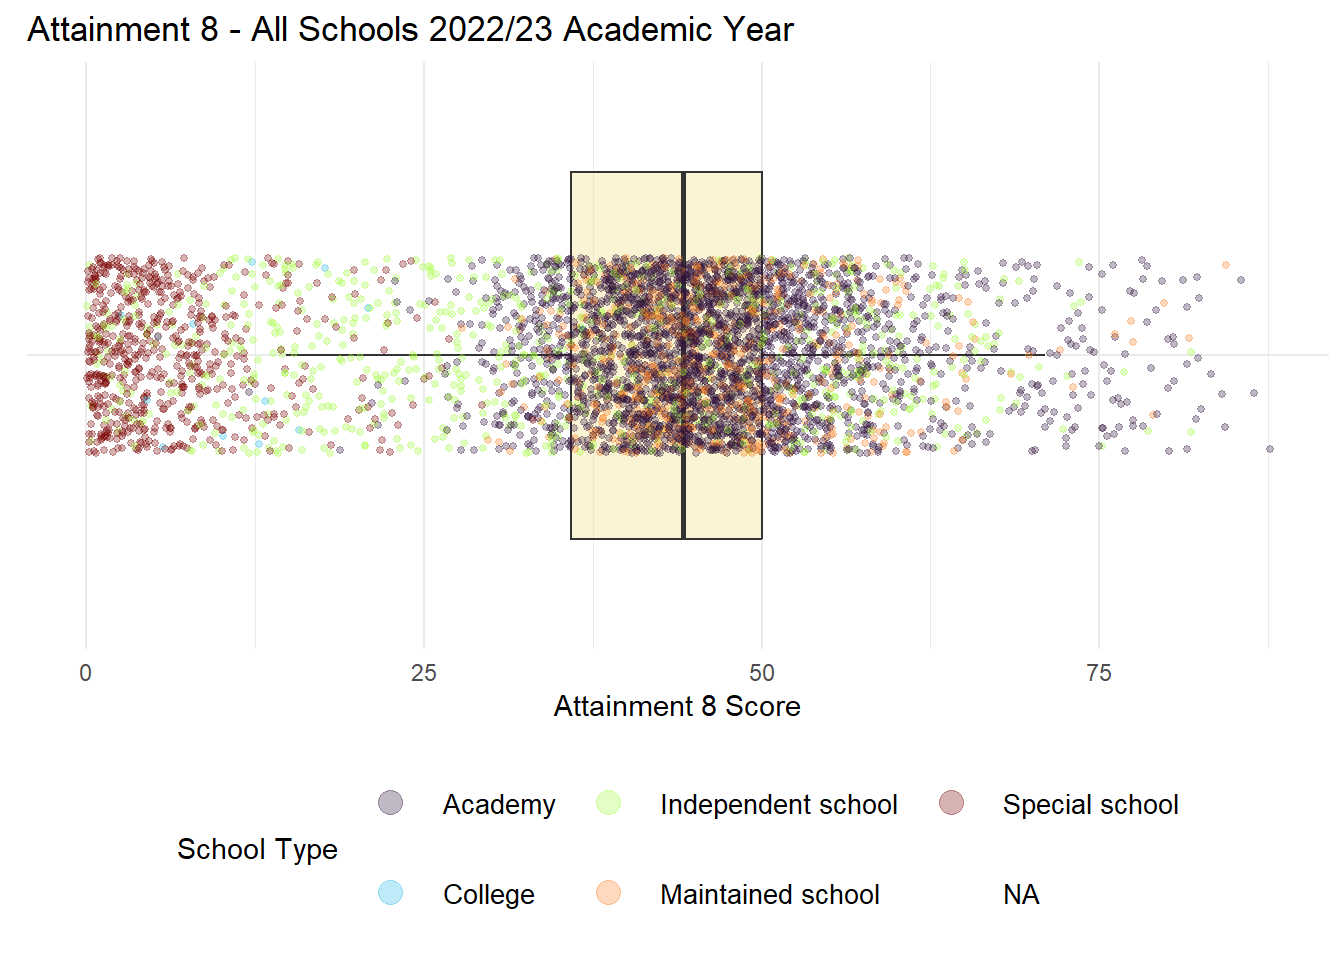 Attainment 8 - All Schools 2022/23 Academic Year
0 25 50 75
Attainment 8 Score
School Type
Academy Independent school Special school
College Maintained school NA